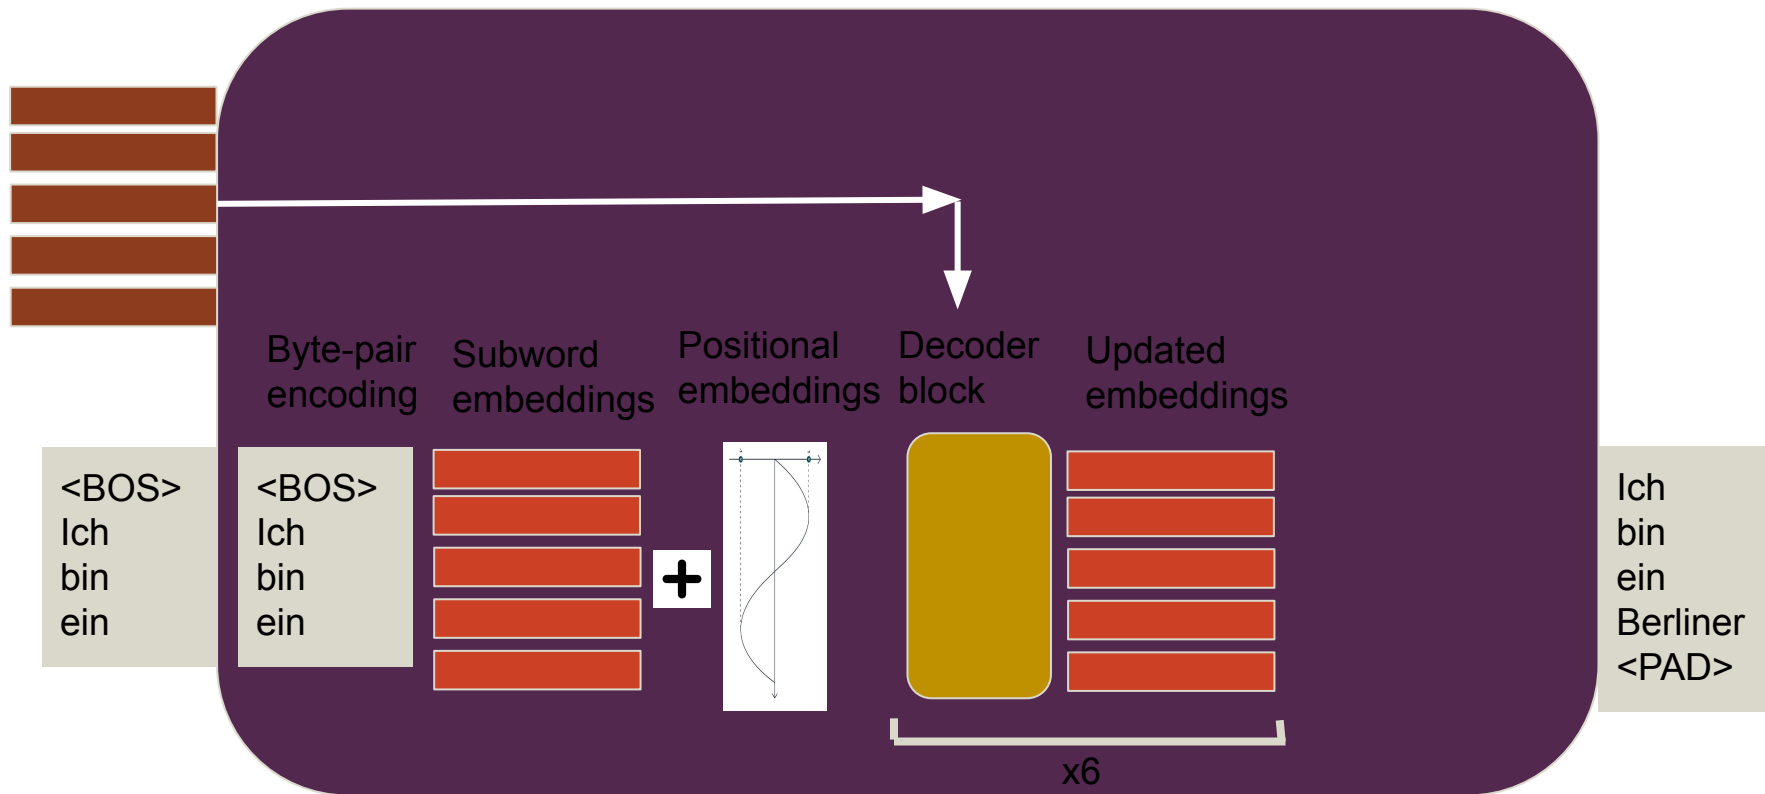 Byte-pair
encoding
Subword
embeddings
Positional
embeddings
Decoder
block
Updated
embeddings
<BOS>
Ich
bin
ein
<BOS>
Ich
bin
ein
+
Ich
bin
ein
Berliner
<PAD>
x6